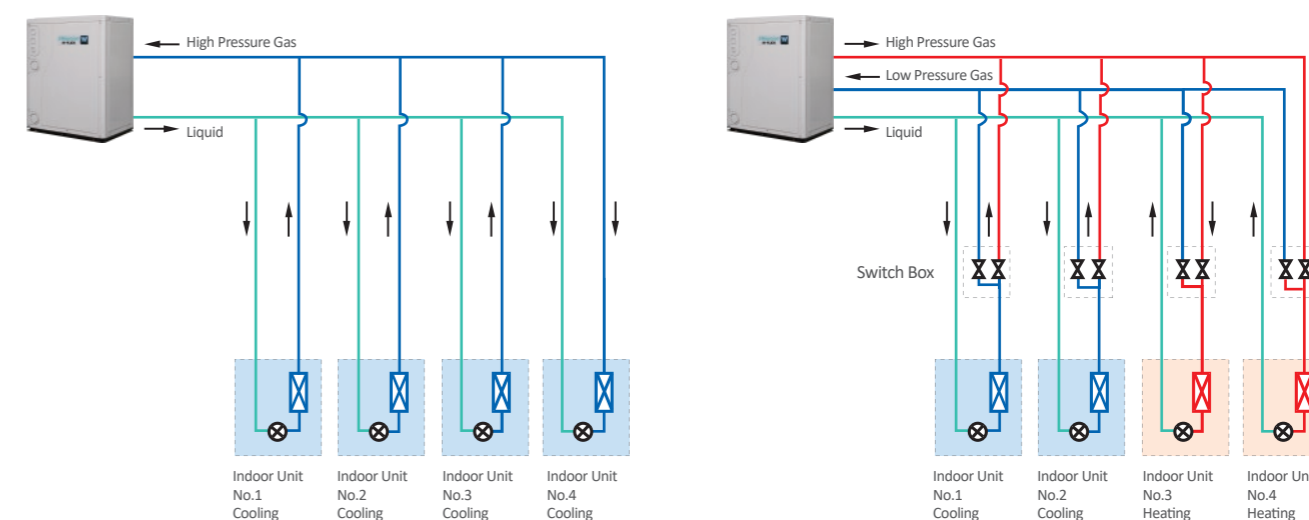 High Pressure Gas
Liquid
Indoor Unit
No.1
Cooling
Indoor Unit
No.2
Cooling
Indoor Unit
No.3
Cooling
Indoor Unit
No.4
Cooling
High Pressure Gas
Low Pressure Gas
Liquid
Switch Box
Indoor Unit
No.1
Cooling
Indoor Unit
No.2
Cooling
Indoor Unit
No.3
Heating
Indoor Un
No.4
Heating